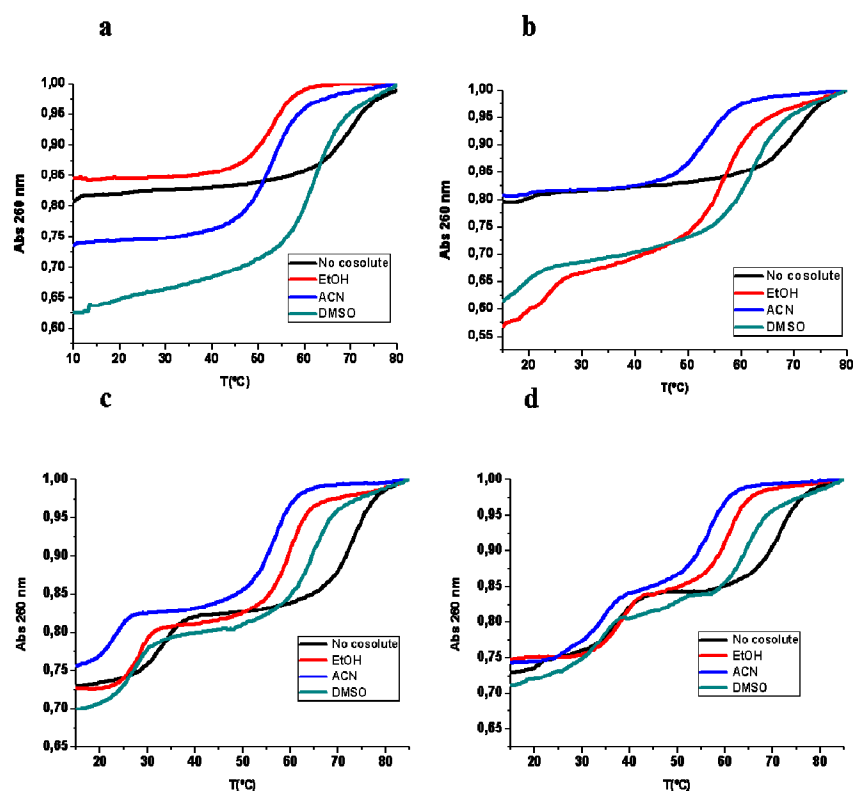 a
1,00
0,95
0,90
0,85
0,80
0,75
0,70
0,65
0,60
Abs 260 nm
No cosolute
EtOH
ACN
DMSO
10 20 30 40 50 60 70 80
T(ºC)
b
1,00
0,95
0,90
0,85
0,80
0,75
0,70
0,65
0,60
0,55
Abs 260 nm
No cosolute
EtOH
ACN
DMSO
20 30 40 50 60 70 80
T(ºC)
c
1,00
0,95
0,90
0,85
0,80
0,75
0,70
0,65
Abs 260 nm
No cosolute
EtOH
ACN
DMSO
20 30 40 50 60 70 80
T(ºC)
d
1,00
0,95
0,90
0,85
0,80
0,75
0,70
0,65
Abs 260 nm
No cosolute
EtOH
ACN
DMSO
20 30 40 50 60 70 80
T(ºC)